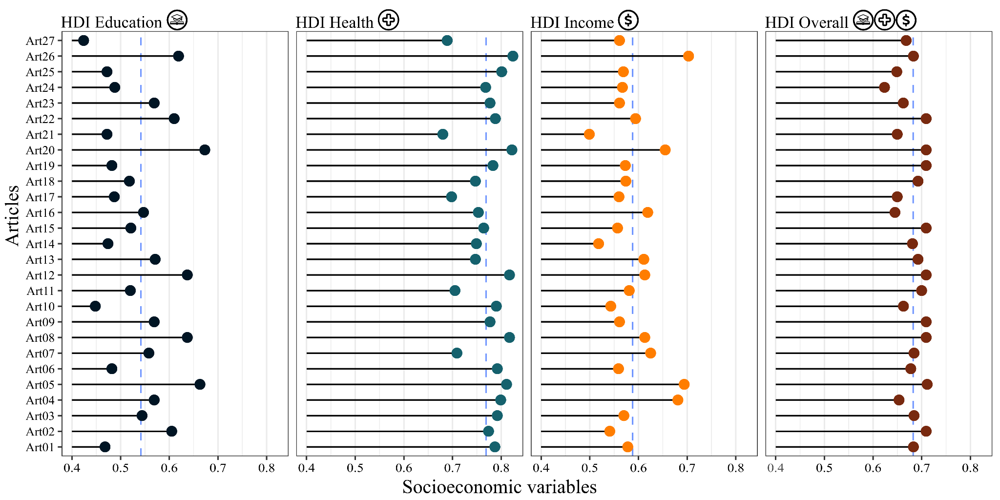 HDI Education
HDI Health
HDI Income $
HDI Overall $
Articles
Art27
Art26
Art25
Art24
Art23
Art22
Art21
Art20
Art19
Art18
Art17
Art16
Art15
Art14
Art13
Art12
Art11
Art10
Art09
Art08
Art07
Art06
Art05
Art04
Art03
Art02
Art01
0.4 0.5 0.6 0.7 0.8
0.4 0.5 0.6 0.7 0.8
0.4 0.5 0.6 0.7 0.8
0.4 0.5 0.6 0.7 0.8
Socioeconomic variables